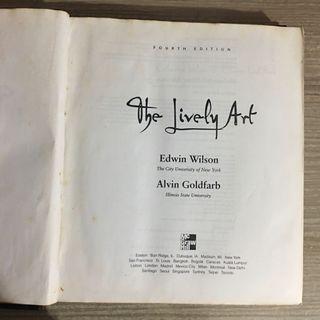 FOURTH EDITION
The Lively Art
Edwin Wilson
The City University of New York
Alvin Goldfarb
Illinois State University
Boston Burr Ridge, IL Dubuque, IA Madison, WI New York
San Francisco St. Louis Bangkok Bogotá Caracas Kuala Lumpur
Lisbon London Madrid Mexico City Milan Montreal New Delhi
Santiago Seoul Singapore Sydney Taipei Toronto